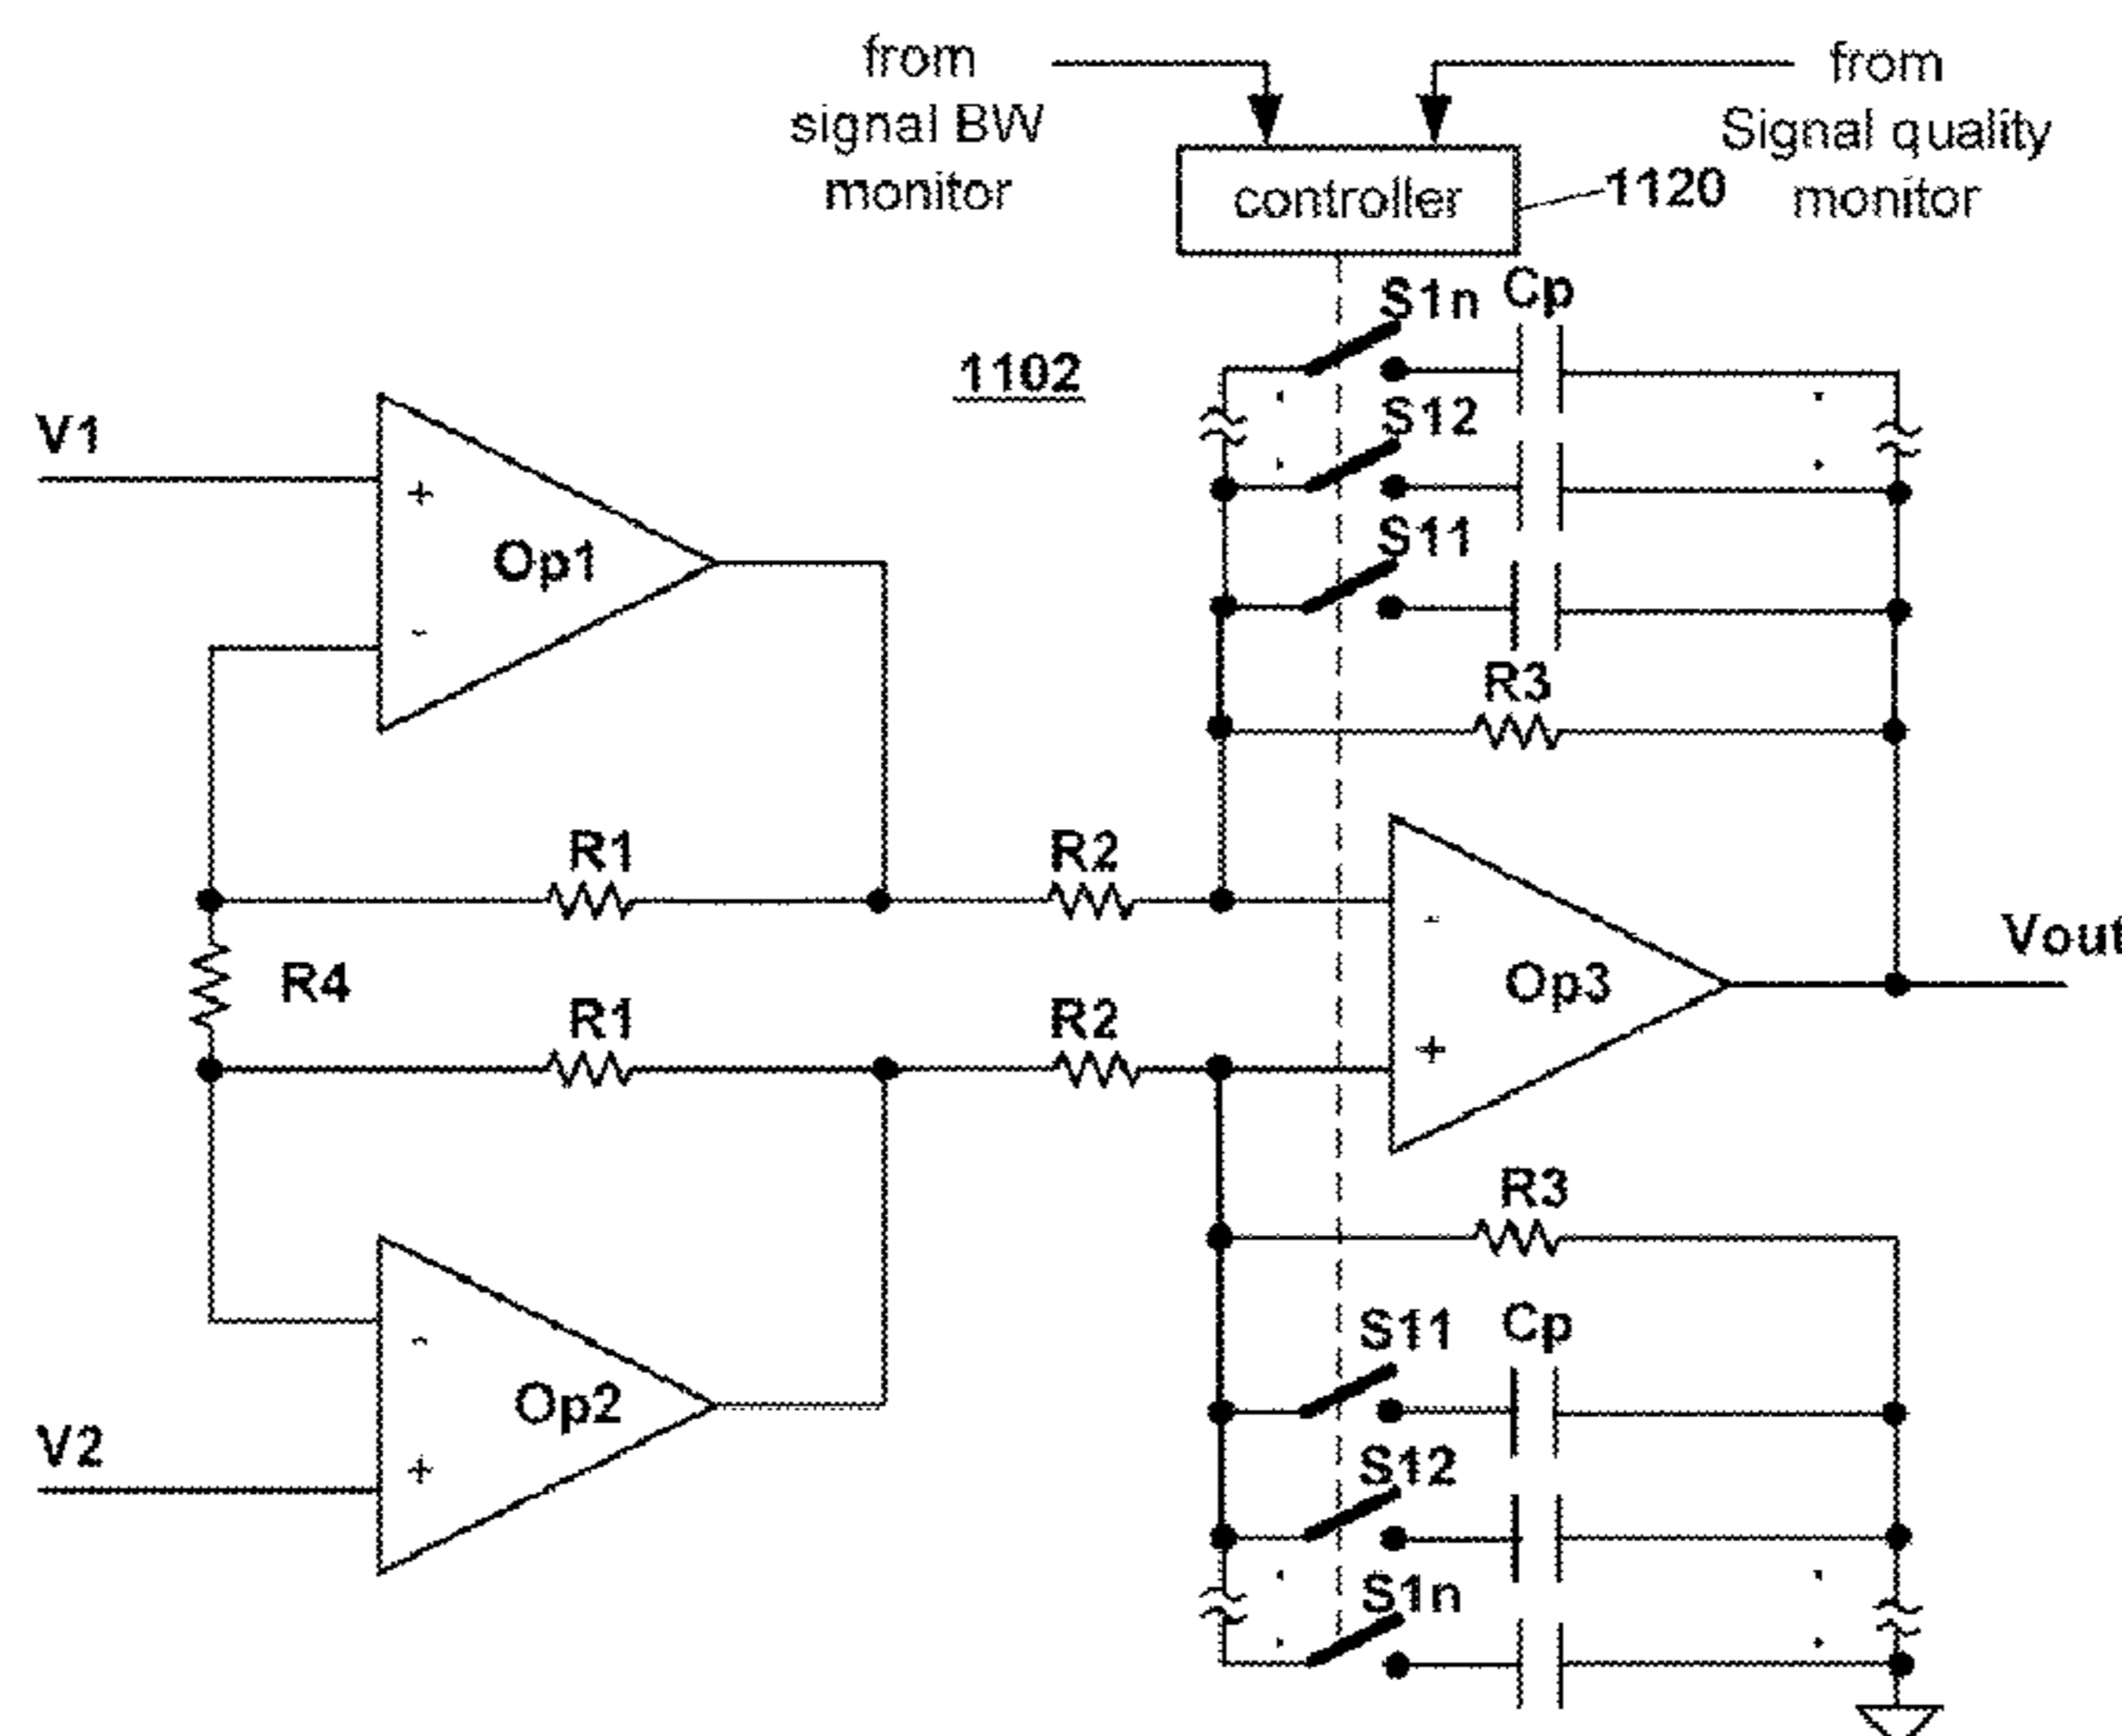 from
signal BW
monitor
from
Signal quality
monitor
controller
1120
S1n
Cp
1102
S12
V1
+
Op1
S11
-
R3
R1
R2
-
Vout
R4
Op3
R1
R2
+
R3
S11
Cp
-
Op2
V2
S12
+
S1n